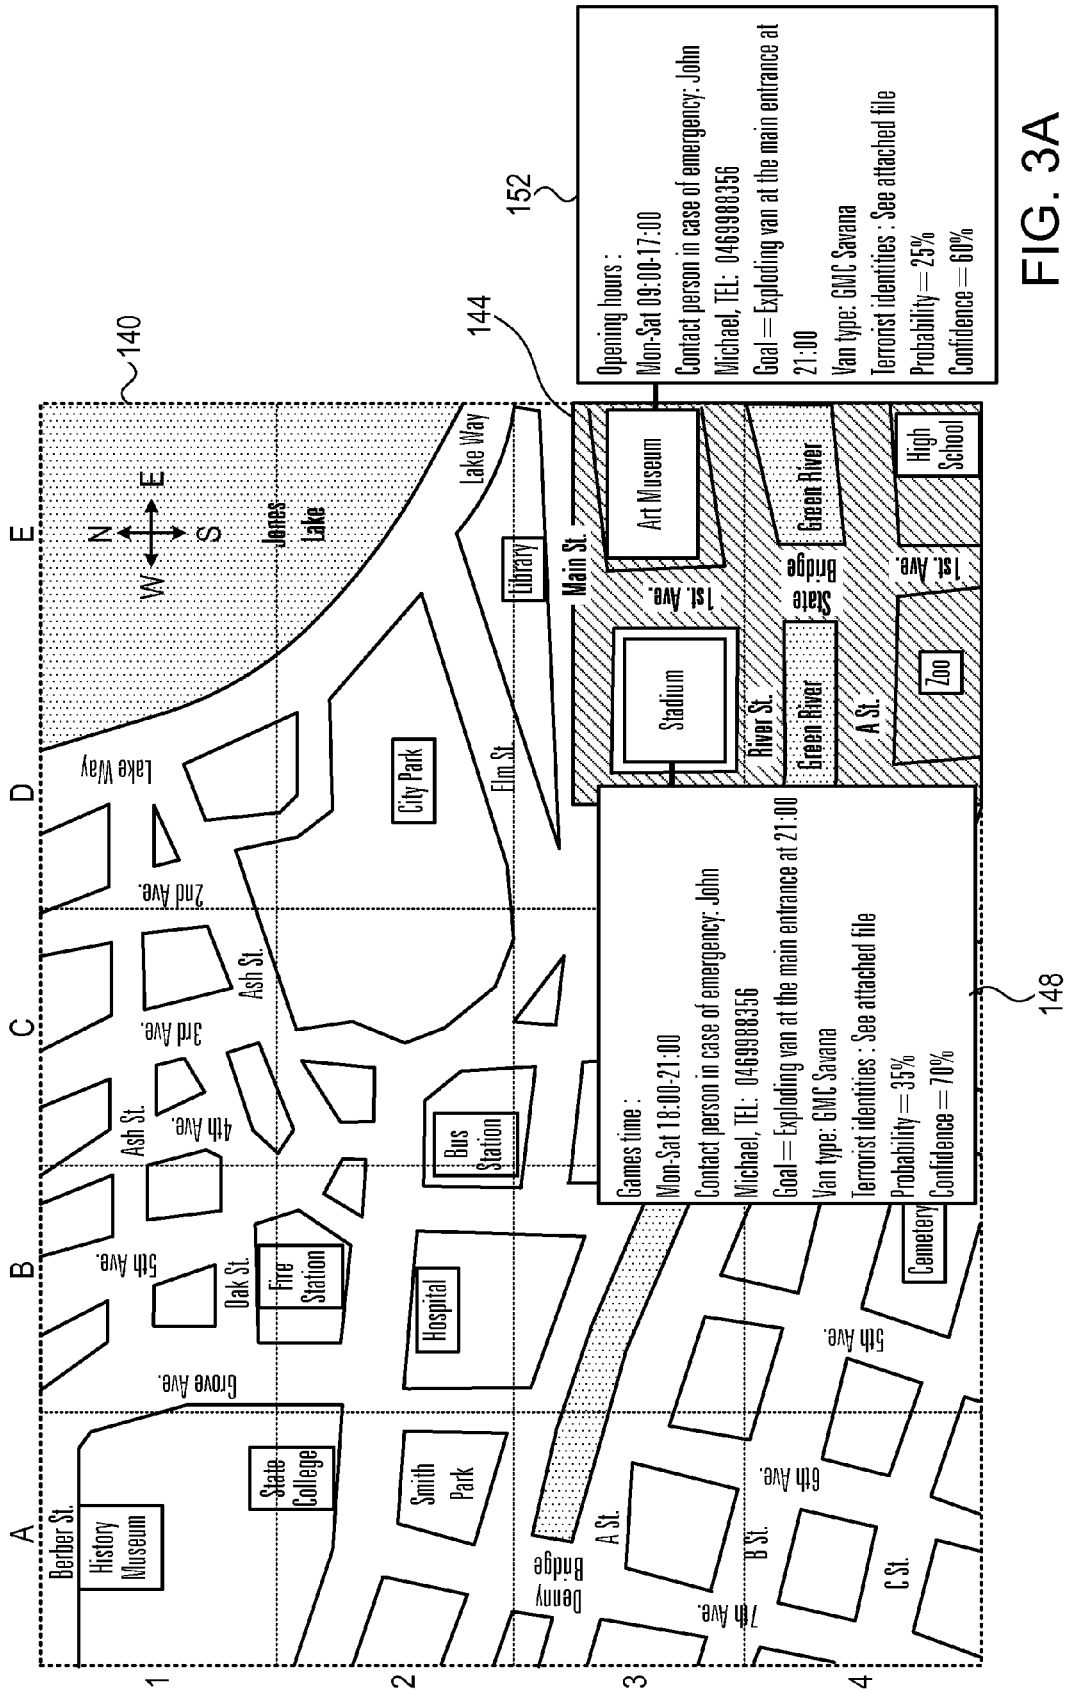 A
B
C
D
E
1
2
3
4
140
144
N
W
E
S
Jones
Lake
Lake Way
Lake Way
2nd Ave.
3rd Ave.
4th Ave.
5th Ave.
Grove Ave.
Ash St.
Ash St.
Oak St.
Berber St.
History
Museum
State
College
Fire
Station
Smith
Park
Hospital
Bus
Station
City Park
Elm St.
Library
Main St.
Art Museum
Stadium
1st. Ave.
River St.
Green River
State
Bridge
Green River
A St.
1st. Ave.
Zoo
High
School
Denny
Bridge
A St.
B St.
C St.
7th Ave.
6th Ave.
5th Ave.
Cemetery
Games time :
Mon-Sat 18:00-21:00
Contact person in case of emergency: John
Michael, TEL: 0469988356
Goal = Exploding van at the main entrance at 21:00
Van type: GMC Savana
Terrorist identities : See attached file
Probability = 35%
Confidence = 70%
148
152
Opening hours :
Mon-Sat 09:00-17:00
Contact person in case of emergency: John
Michael, TEL: 0469988356
Goal = Exploding van at the main entrance at
21:00
Van type: GMC Savana
Terrorist identities : See attached file
Probability = 25%
Confidence = 60%
FIG. 3A